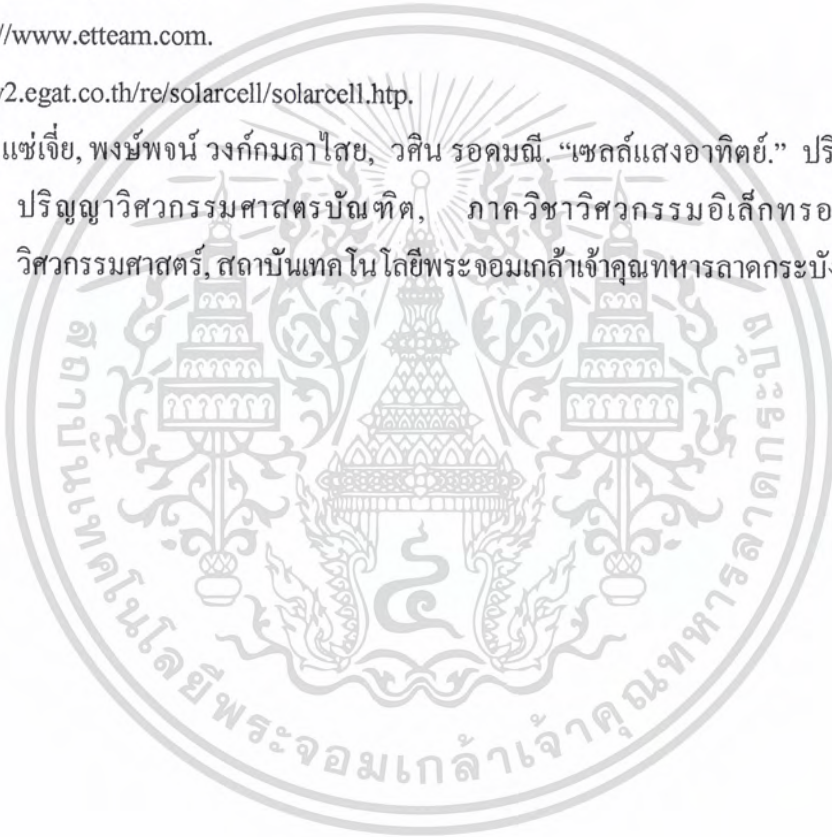 //www.etteam.com.
2.egat.co.th/re/solarcell/solarcell.htp.
แซ่เจี่ย, พงษ์พจน์ วงก์กมลาไสย, วศิน รอดมณี. “เซลล์แสงอาทิตย์.” ปริ
ปริญญาวิศวกรรมศาสตรบัณฑิต, ภาควิชาวิศวกรรมอิเล็กทรอ
วิศวกรรมศาสตร์, สถาบันเทคโนโลยีพระจอมเกล้าเจ้าคุณทหารลาดกระบัง
สถาบันเทคโนโลยีพระจอมเกล้าเจ้าคุณทหารลาดกระบัง